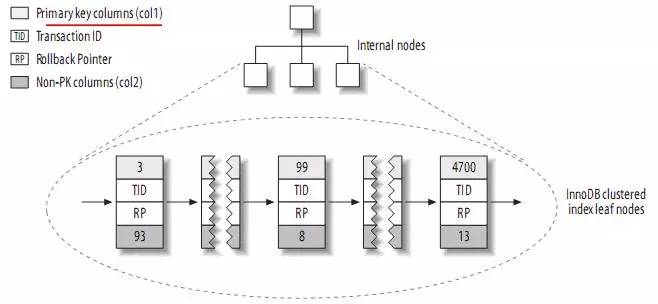 Primary key columns (col1)
TID Transaction ID
RP Rollback Pointer
Non-PK columns (col2)
Internal nodes
3 99 4700
TID TID TID
RP RP RP
93 8 13
InnoDB clustered
index leaf nodes